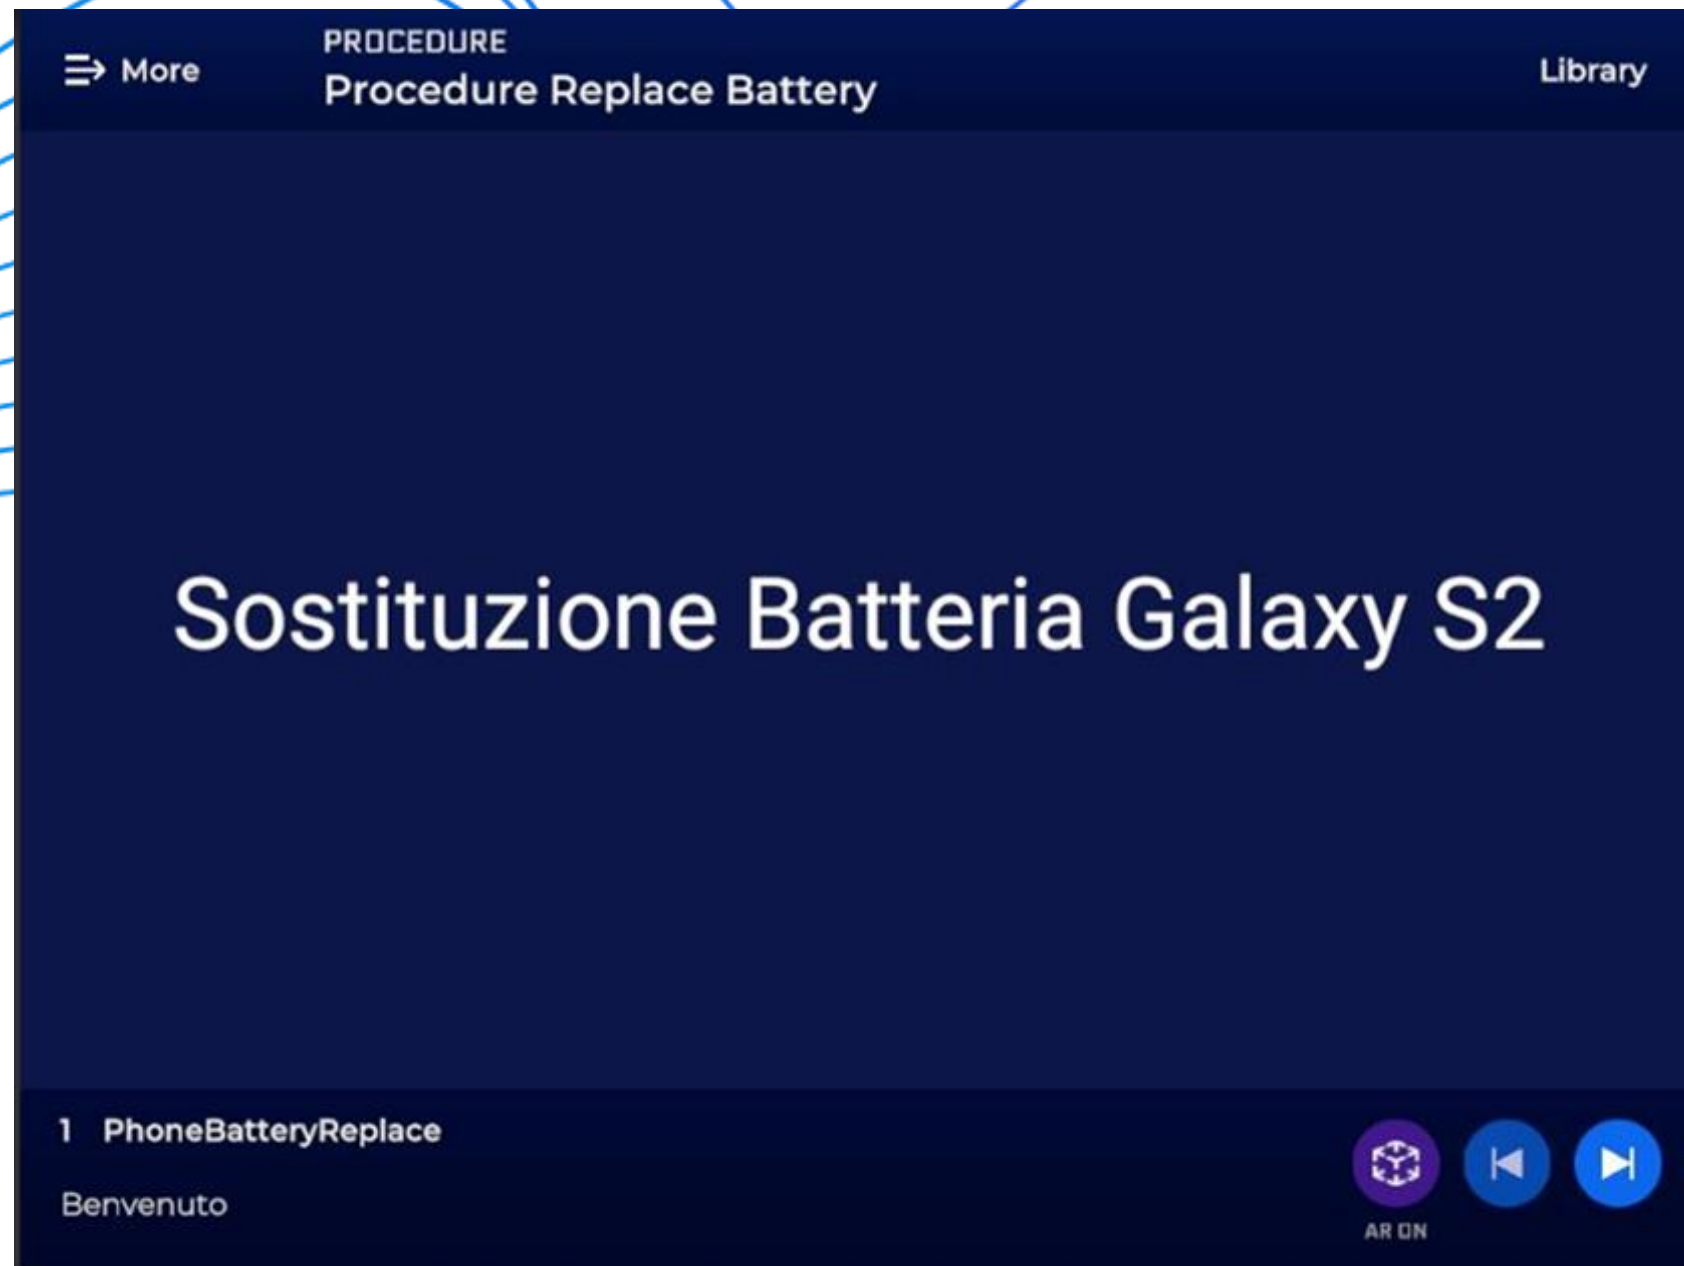 More
PROCEDURE
Procedure Replace Battery
Library
Sostituzione Batteria Galaxy S2
1 PhoneBatteryReplace
Benvenuto
AR ON